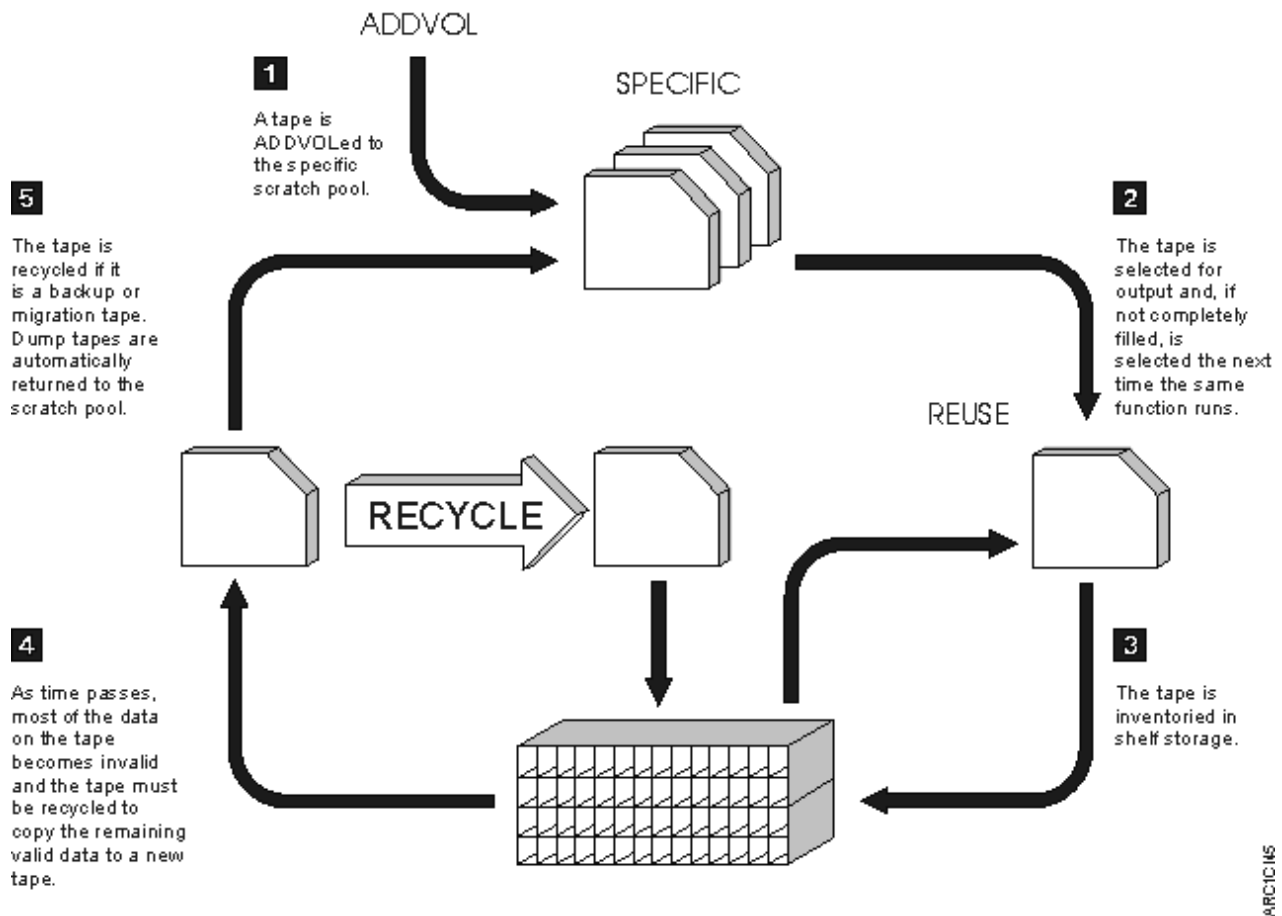 ADDVOL
1
A tape is
ADDVOLed to
the specific
scratch pool.
SPECIFIC
5
The tape is
recycled if it
is a backup or
migration tape.
Dump tapes are
automatically
returned to the
scratch pool.
2
The tape is
selected for
output and, if
not completely
filled, is
selected the next
time the same
function runs.
REUSE
RECYCLE
4
As time passes,
most of the data
on the tape
becomes invalid
and the tape must
be recycled to
copy the remaining
valid data to a new
tape.
3
The tape is
inventoried in
shelf storage.